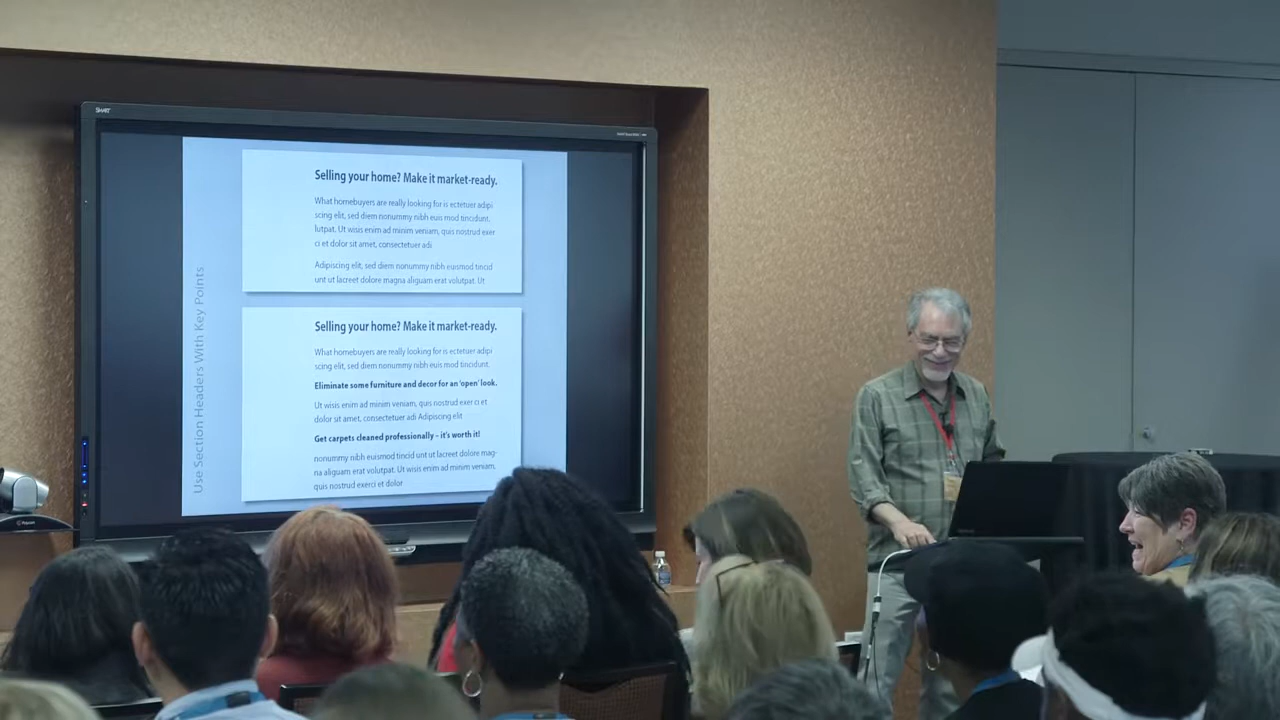 SMART
Use Section Headers With Key Points
Selling your home? Make it market-ready.
What homebuyers are really looking for is ectetuer adipi
scing elit, sed diem nonummy nibh euis mod tincidunt.
lutpat. Ut wisis enim ad minim veniam, quis nostrud exer
ci et dolor sit amet, consectetuer adi
Adipiscing elit, sed diem nonummy nibh euismod tincid
unt ut lacreet dolore magna aliguam erat volutpat. Ut
Selling your home? Make it market-ready.
What homebuyers are really looking for is ectetuer adipi
scing elit, sed diem nonummy nibh euis mod tincidunt.
Eliminate some furniture and decor for an 'open' look.
Ut wisis enim ad minim veniam, quis nostrud exer ci et
dolor sit amet, consectetuer adi Adipiscing elit
Get carpets cleaned professionally – it's worth it!
nonummy nibh euismod tincid unt ut lacreet dolore mag-
na aliguam erat volutpat. Ut wisis enim ad minim veniam,
quis nostrud exerci et dolor
Polycom